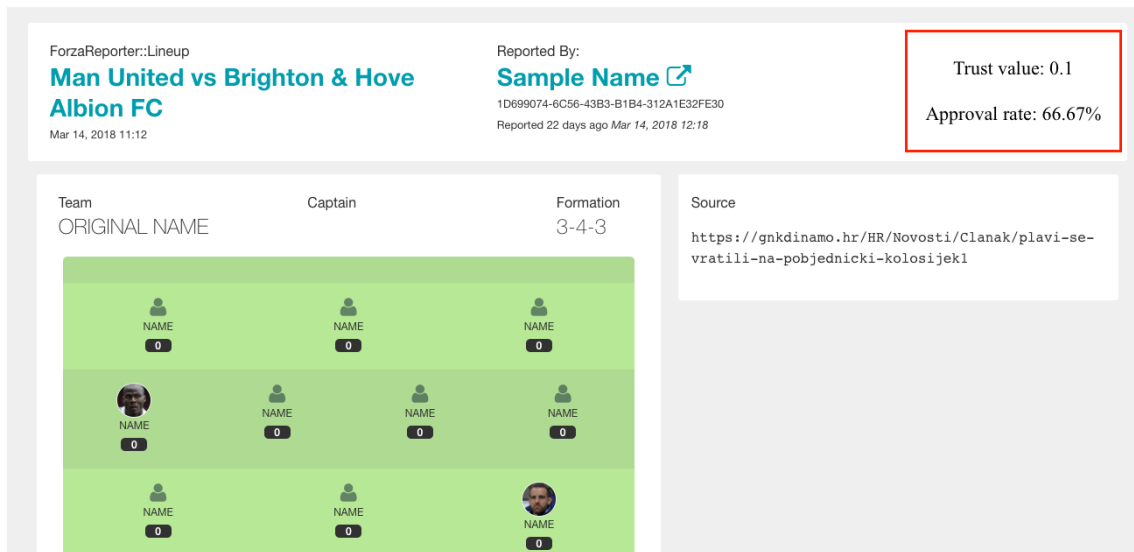 ForzaReporter::Lineup
Man United vs Brighton & Hove
Albion FC
Mar 14, 2018 11:12
Reported By:
Sample Name
1D699074-6C56-43B3-B1B4-312A1E32FE30
Reported 22 days ago Mar 14, 2018 12:18
Trust value: 0.1
Approval rate: 66.67%
Team
ORIGINAL NAME
Captain
Formation
3-4-3
Source
https://gnkdinamo.hr/HR/Novosti/Clanak/plavi-se-
vratili-na-pobjednicki-kolosijek1
NAME NAME NAME
0 0 0
NAME NAME NAME NAME
0 0 0 0
NAME NAME NAME
0 0 0